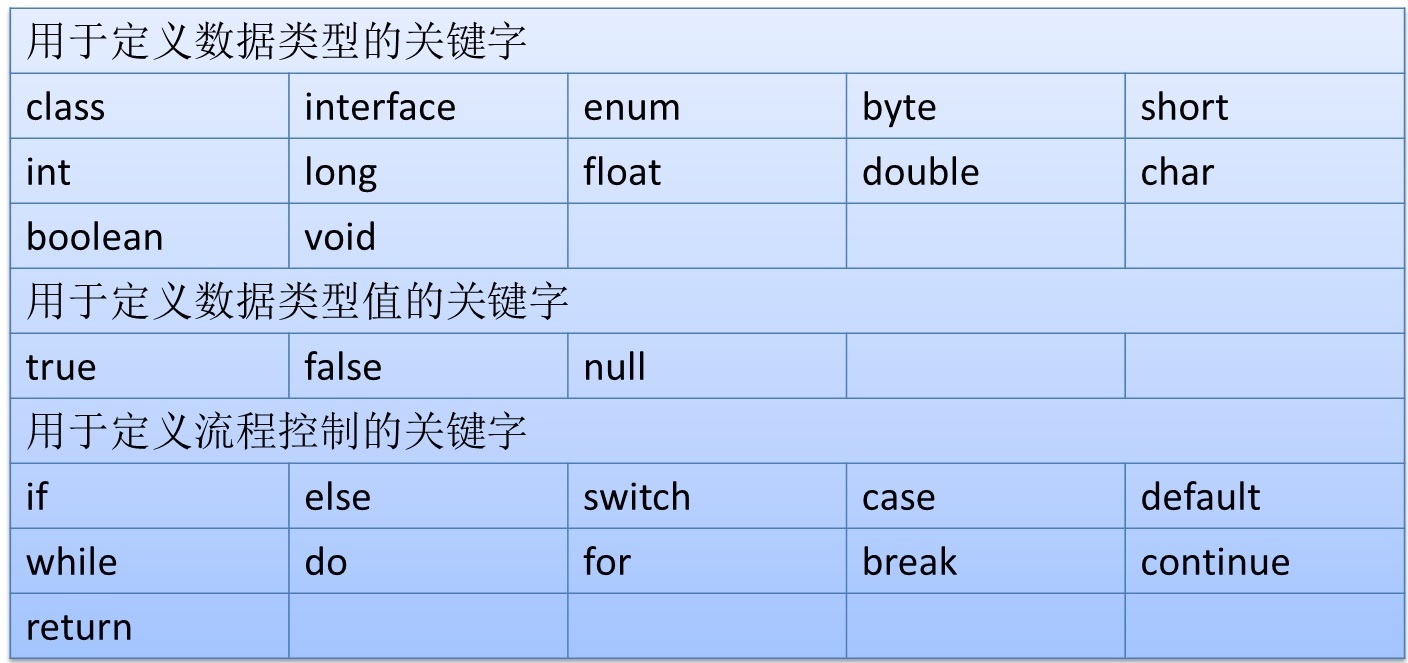 用于定义数据类型的关键字
class interface enum byte short
int long float double char
boolean void
用于定义数据类型值的关键字
true false null
用于定义流程控制的关键字
if else switch case default
while do for break continue
return